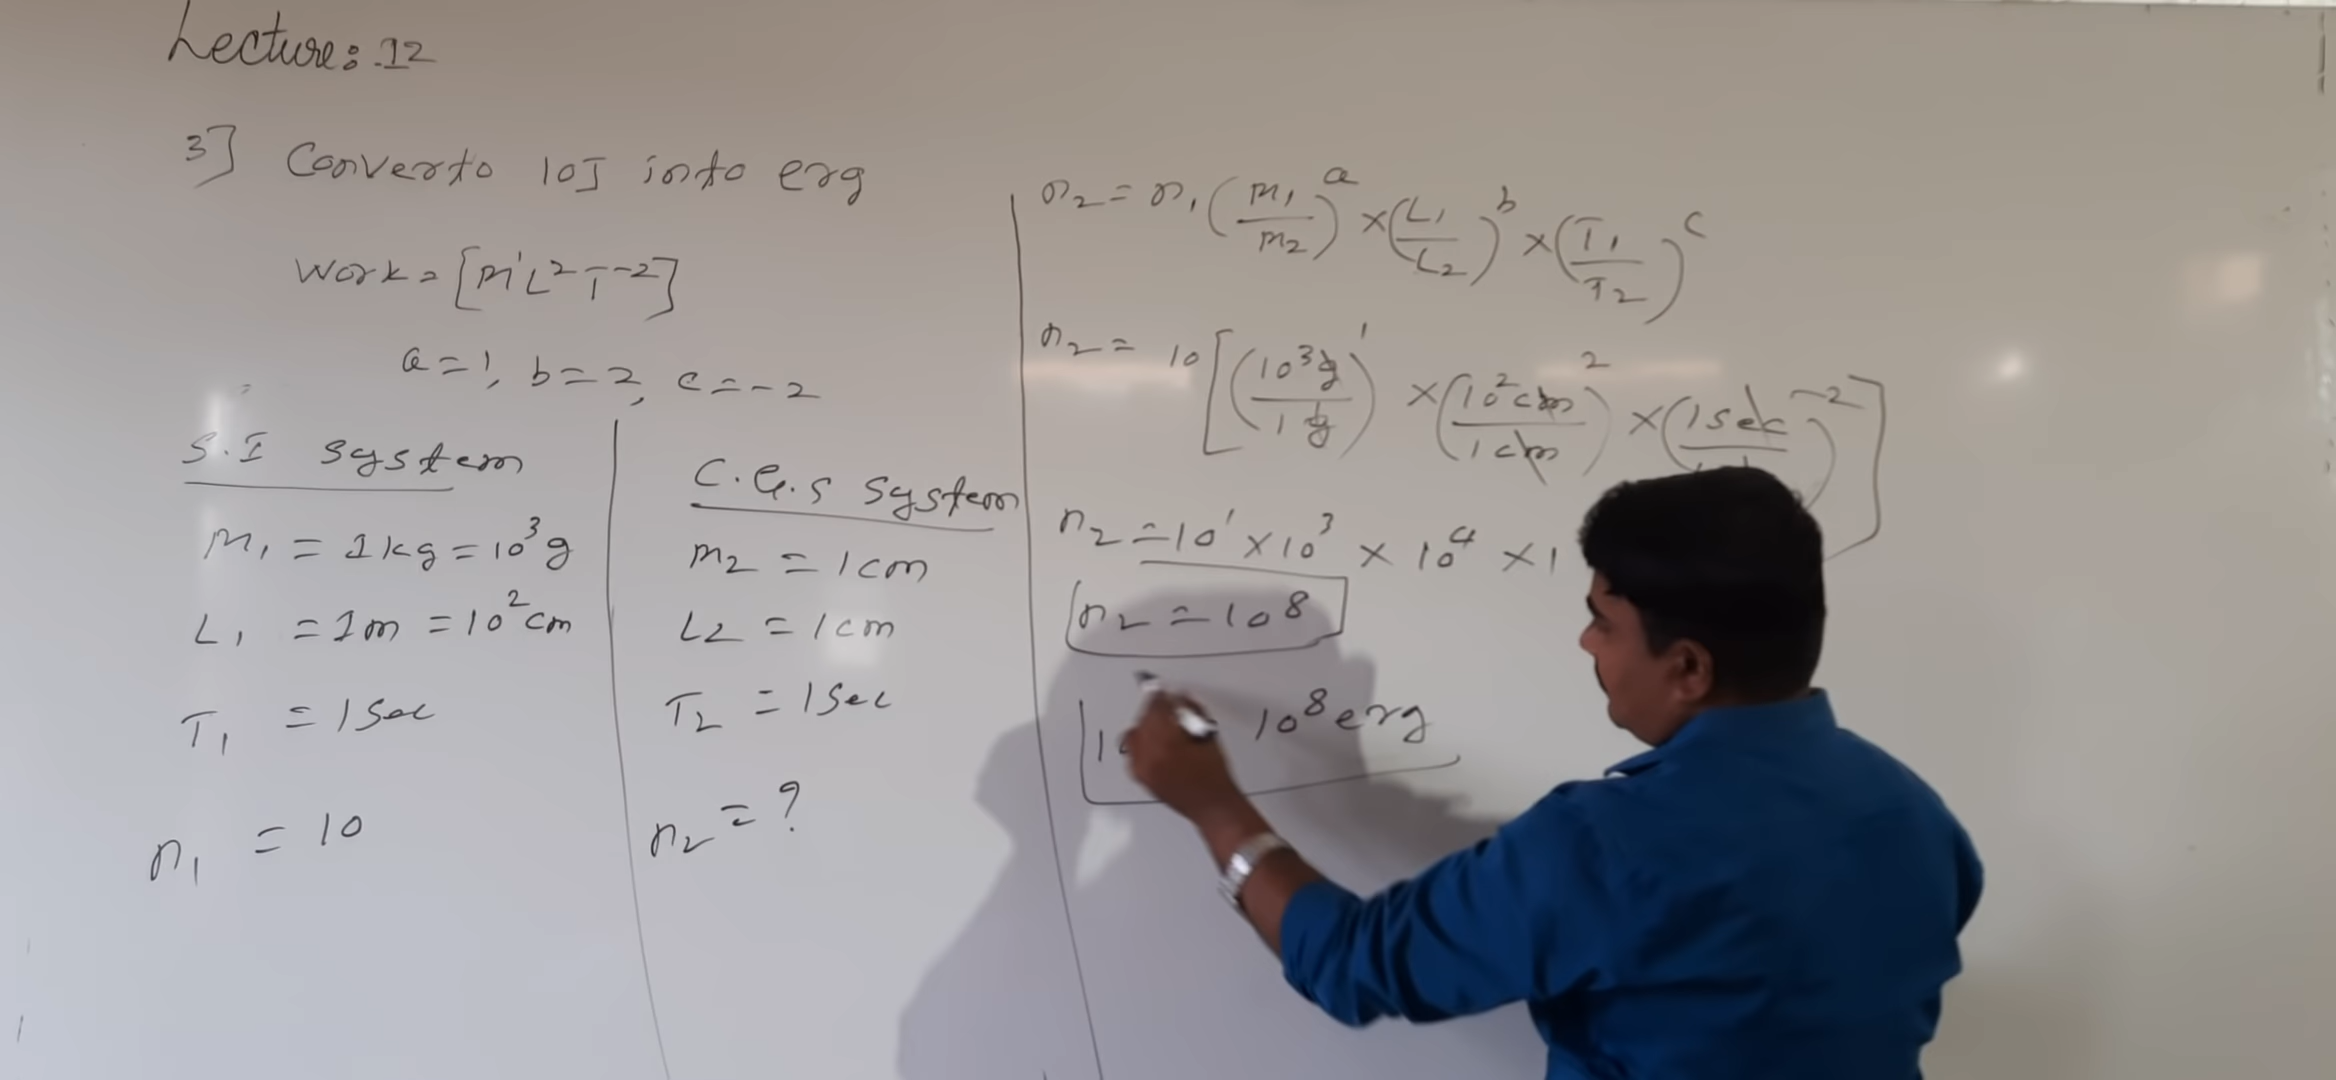 Lecture: 12
3] Converto 10J into erg
Work = [M¹L²T⁻²]
a=1, b=2, c=-2
S.I system
M₁ = 1kg = 10³g
L₁ = 1m = 10²cm
T₁ = 1Sec
n₁ = 10
C.G.S system
M₂ = 1cm
L₂ = 1cm
T₂ = 1Sec
n₂ = ?
n₂ = n₁ (M₁/M₂)ᵃ × (L₁/L₂)ᵇ × (T₁/T₂)ᶜ
n₂ = 10 [(10³g/1g)¹ × (10²cm/1cm)² × (1sec/1)⁻²]
n₂ = 10¹ × 10³ × 10⁴ × 1
n₂ = 10⁸
10⁸ erg